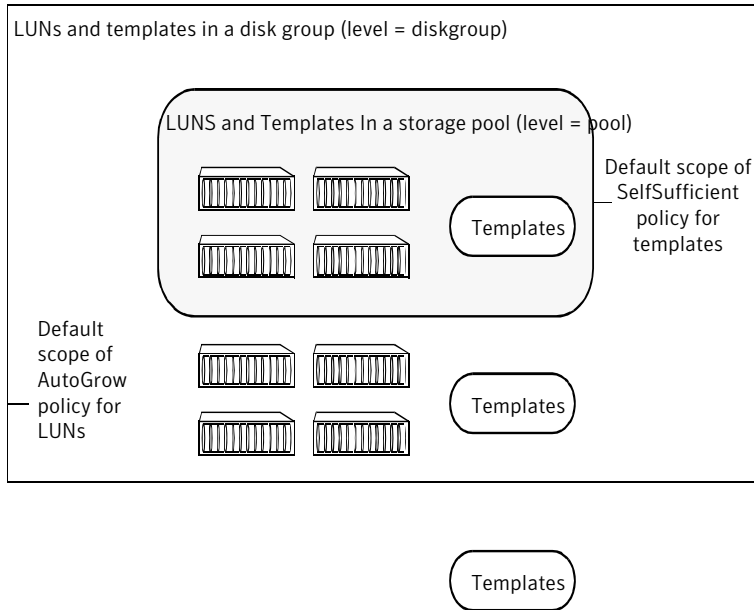 LUNs and templates in a disk group (level = diskgroup)
LUNS and Templates In a storage pool (level = pool)
Default scope of
SelfSufficient
policy for
templates
Templates
Default
scope of
AutoGrow
policy for
LUNs
Templates
Templates